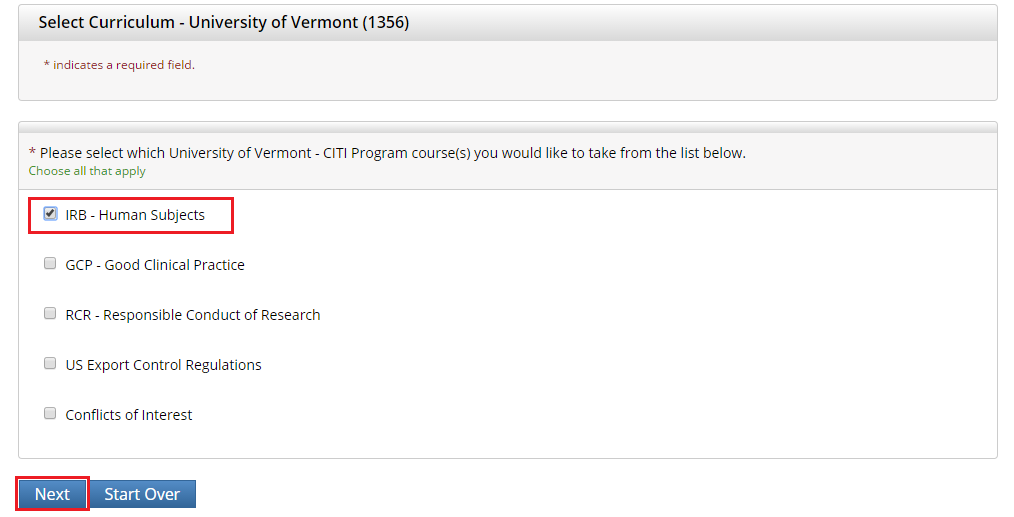 Select Curriculum - University of Vermont (1356)
* indicates a required field.
* Please select which University of Vermont - CITI Program course(s) you would like to take from the list below.
Choose all that apply
IRB - Human Subjects
GCP - Good Clinical Practice
RCR - Responsible Conduct of Research
US Export Control Regulations
Conflicts of Interest
Next Start Over